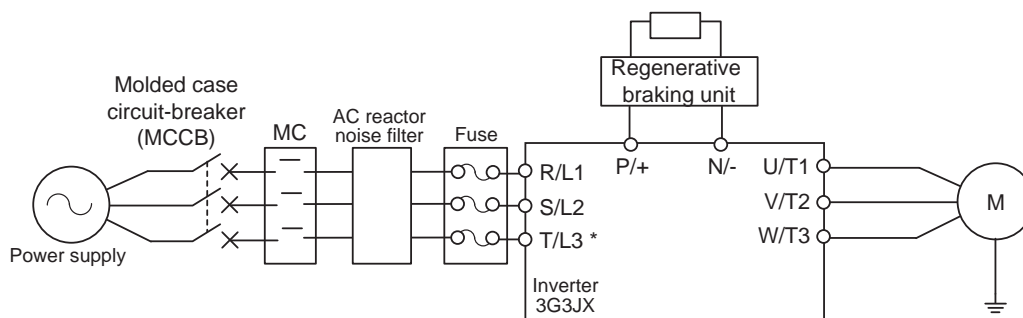 Molded case
circuit-breaker
(MCCB)
Power supply
MC
AC reactor
noise filter
Fuse
Regenerative
braking unit
P/+
N/-
R/L1
S/L2
T/L3 *
Inverter
3G3JX
U/T1
V/T2
W/T3
M